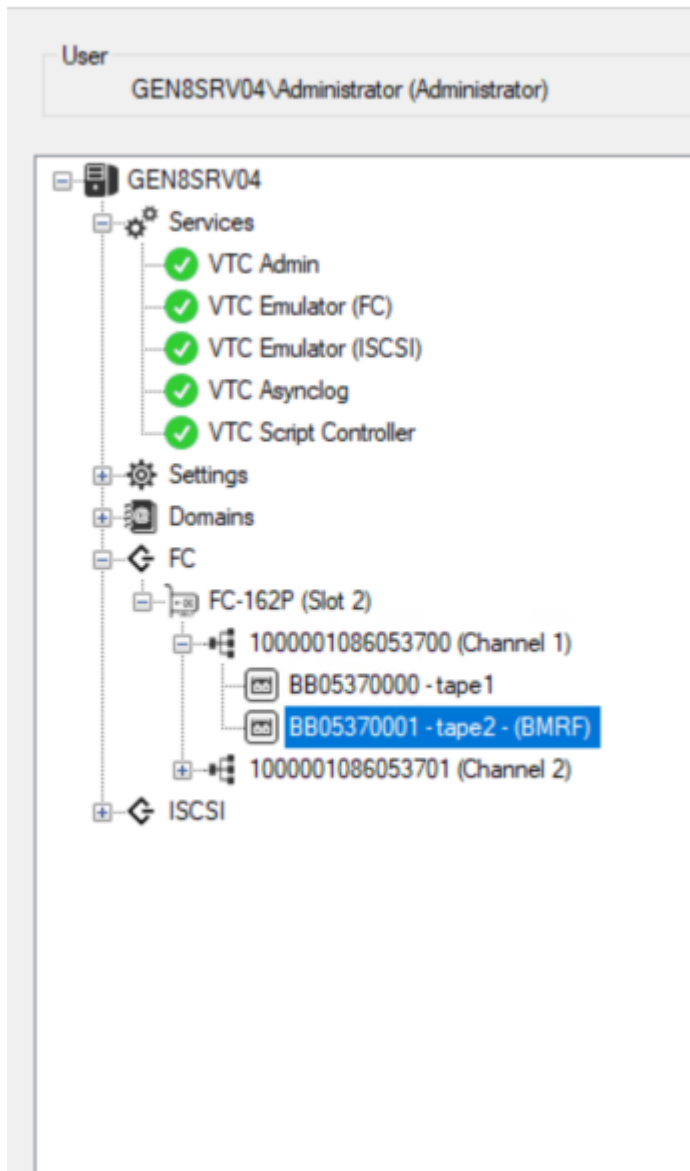 User
GEN8SRV04\Administrator (Administrator)
GEN8SRV04
Services
VTC Admin
VTC Emulator (FC)
VTC Emulator (ISCSI)
VTC Asynclog
VTC Script Controller
Settings
Domains
FC
FC-162P (Slot 2)
1000001086053700 (Channel 1)
BB05370000 - tape1
BB05370001 - tape2 - (BMRF)
1000001086053701 (Channel 2)
ISCSI